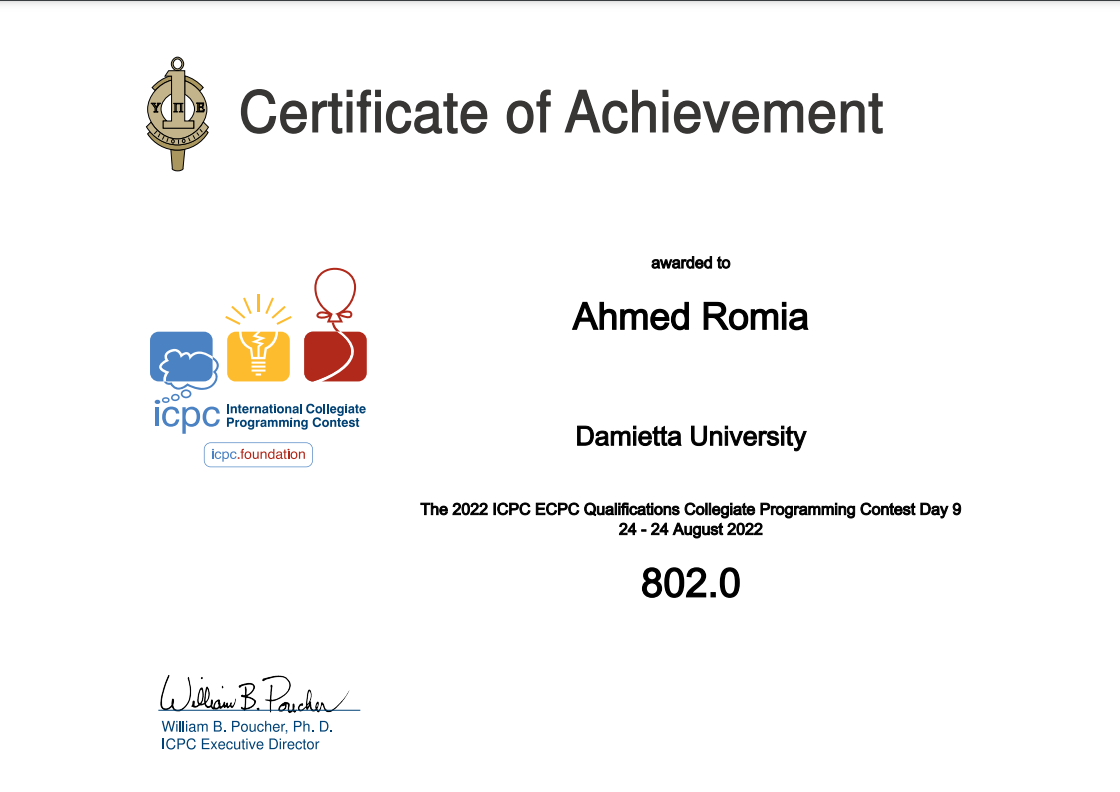 Υ Π Ε
Certificate of Achievement
awarded to
Ahmed Romia
icpc International Collegiate
Programming Contest
icpc.foundation
Damietta University
The 2022 ICPC ECPC Qualifications Collegiate Programming Contest Day 9
24 - 24 August 2022
802.0
William B. Poucher
William B. Poucher, Ph. D.
ICPC Executive Director